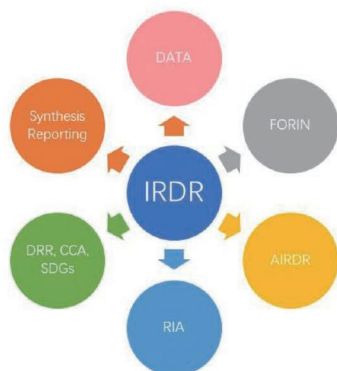 DATA
Synthesis
Reporting
FORIN
IRDR
DRR, CCA,
SDGs
AIRDR
RIA